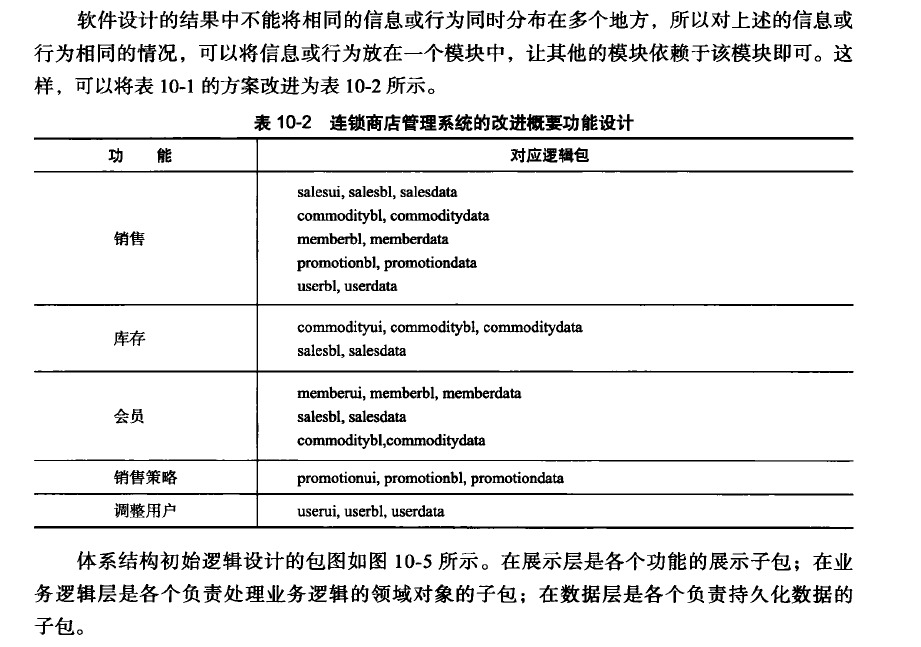 软件设计的结果中不能将相同的信息或行为同时分布在多个地方，所以对上述的信息或
行为相同的情况，可以将信息或行为放在一个模块中，让其他的模块依赖于该模块即可。这
样，可以将表 10-1 的方案改进为表 10-2 所示。
表 10-2 连锁商店管理系统的改进概要功能设计
功 能 对应逻辑包
销售
salesui, salesbl, salesdata
commoditybl, commoditydata
memberbl, memberdata
promotionbl, promotiondata
userbl, userdata
库存
commodityui, commoditybl, commoditydata
salesbl, salesdata
会员
memberui, memberbl, memberdata
salesbl, salesdata
commoditybl,commoditydata
销售策略 promotionui, promotionbl, promotiondata
调整用户 userui, userbl, userdata
体系结构初始逻辑设计的包图如图 10-5 所示。在展示层是各个功能的展示子包；在业
务逻辑层是各个负责处理业务逻辑的领域对象的子包；在数据层是各个负责持久化数据的
子包。